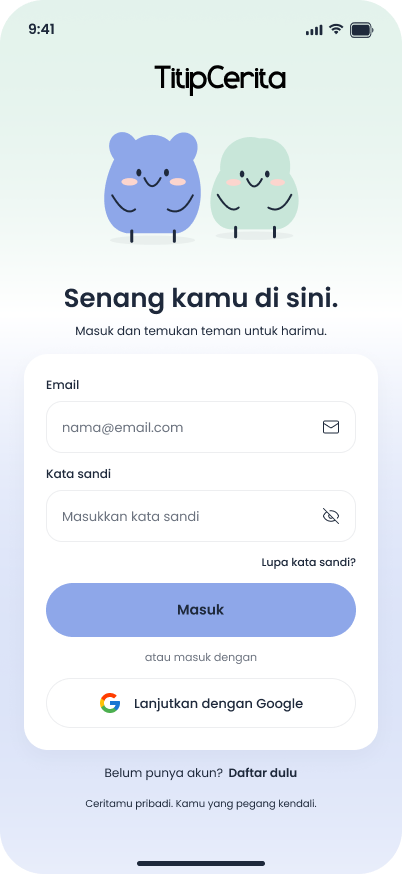 9:41
TitipCerita
Senang kamu di sini.
Masuk dan temukan teman untuk harimu.
Email
nama@email.com
Kata sandi
Masukkan kata sandi
Lupa kata sandi?
Masuk
atau masuk dengan
Lanjutkan dengan Google
Belum punya akun? Daftar dulu
Ceritamu pribadi. Kamu yang pegang kendali.